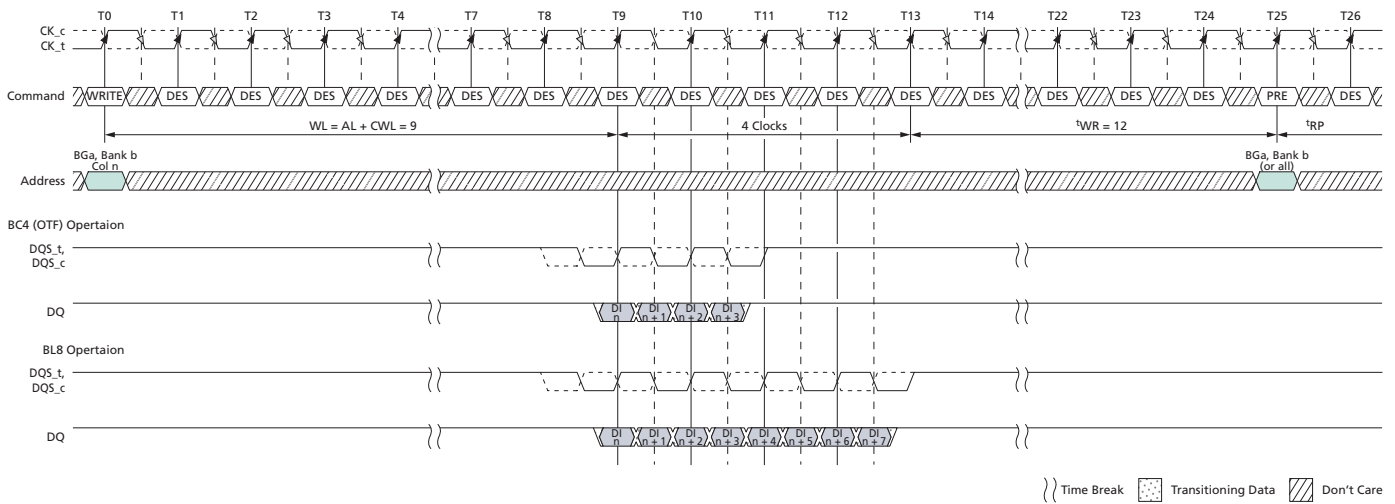 T0 T1 T2 T3 T4 T7 T8 T9 T10 T11 T12 T13 T14 T22 T23 T24 T25 T26
CK_c
CK_t
Command WRITE DES DES DES DES DES DES DES DES DES DES DES DES DES DES DES PRE DES
WL = AL + CWL = 9 4 Clocks tWR = 12 tRP
BGa, Bank b
Col n
BGa, Bank b
(or all)
Address
BC4 (OTF) Opertaion
DQS_t,
DQS_c
DQ DI n DI n + 1 DI n + 2 DI n + 3
BL8 Opertaion
DQS_t,
DQS_c
DQ DI n DI n + 1 DI n + 2 DI n + 3 DI n + 4 DI n + 5 DI n + 6 DI n + 7
Time Break Transitioning Data Don't Care